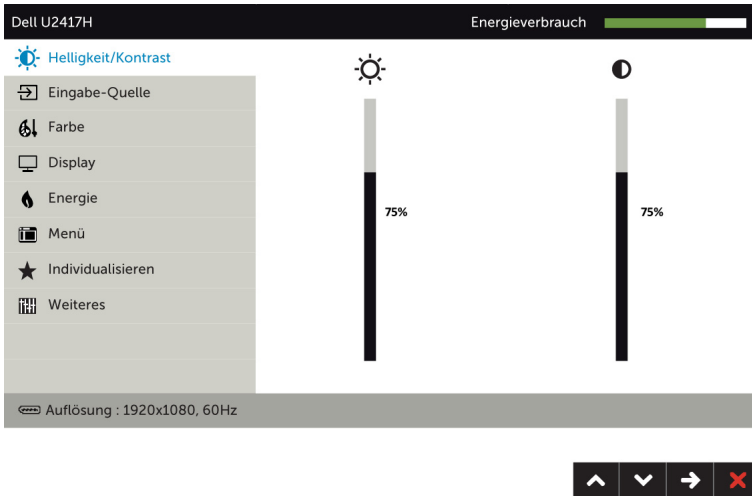 Dell U2417H
Energieverbrauch
Helligkeit/Kontrast
Eingabe-Quelle
Farbe
Display
Energie
Menü
Individualisieren
Weiteres
75%
75%
Auflösung : 1920x1080, 60Hz